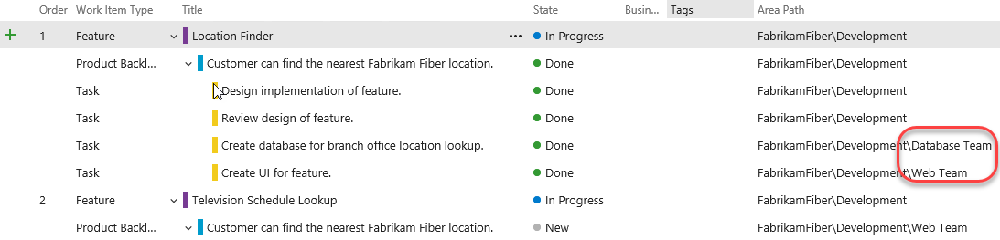 Order Work Item Type Title State Busin... Tags Area Path
1 Feature Location Finder ... In Progress FabrikamFiber\Development
Product Backl... Customer can find the nearest Fabrikam Fiber location. Done FabrikamFiber\Development
Task Design implementation of feature. Done FabrikamFiber\Development
Task Review design of feature. Done FabrikamFiber\Development
Task Create database for branch office location lookup. Done FabrikamFiber\Development\Database Team
Task Create UI for feature. Done FabrikamFiber\Development\Web Team
2 Feature Television Schedule Lookup In Progress FabrikamFiber\Development
Product Backl... Customer can find the nearest Fabrikam Fiber location. New FabrikamFiber\Development\Web Team